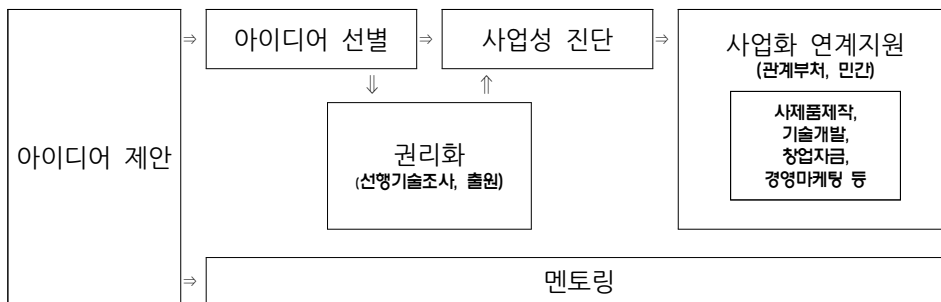 아이디어 제안
⇒
아이디어 선별
⇒
사업성 진단
⇒
사업화 연계지원
(관계부처, 민간)
사제품제작,
기술개발,
창업자금,
경영마케팅 등
⇓
⇑
권리화
(선행기술조사, 출원)
⇒
멘토링